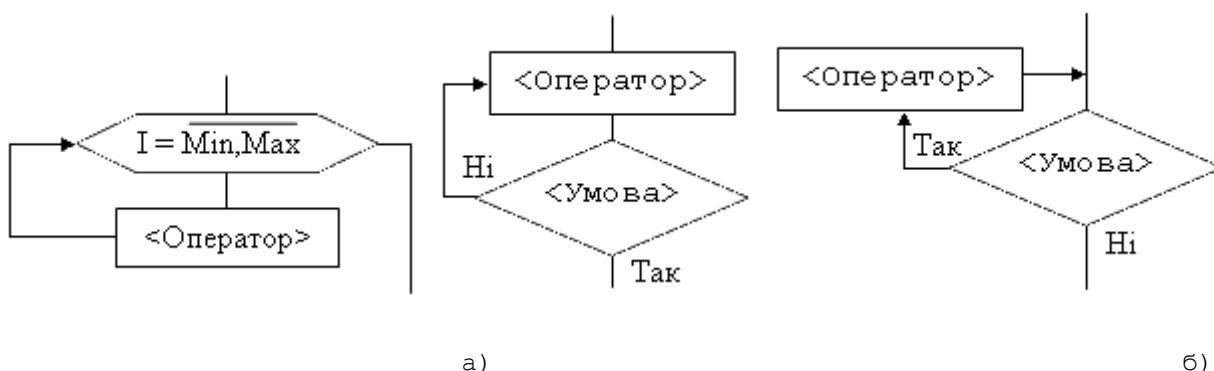 I = Min,Max
<Оператор>
<Оператор>
Ні
<Умова>
Так
<Оператор>
Так
<Умова>
Ні
а)
б)